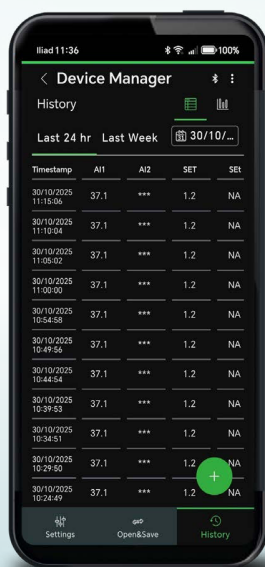 Iliad 11:36
100%
Device Manager
History
Last 24 hr Last Week 30/10/...
Timestamp AI1 AI2 SET SEt
30/10/2025 11:15:06 37.1 *** 1.2 NA
30/10/2025 11:10:04 37.1 *** 1.2 NA
30/10/2025 11:05:02 37.1 *** 1.2 NA
30/10/2025 11:00:00 37.1 *** 1.2 NA
30/10/2025 10:54:58 37.1 *** 1.2 NA
30/10/2025 10:49:56 37.1 *** 1.2 NA
30/10/2025 10:44:54 37.1 *** 1.2 NA
30/10/2025 10:39:53 37.1 *** 1.2 NA
30/10/2025 10:34:51 37.1 *** 1.2 NA
30/10/2025 10:29:50 37.1 *** 1.2 NA
30/10/2025 10:24:49 37.1 *** 1.2 NA
Settings Open&Save History